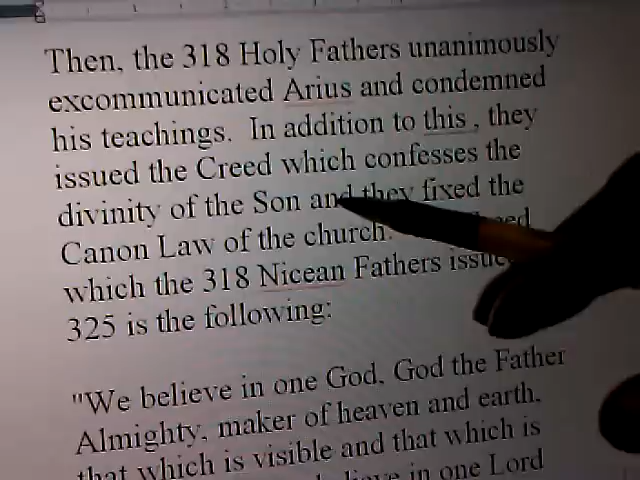 Then, the 318 Holy Fathers unanimously
excommunicated Arius and condemned
his teachings. In addition to this , they
issued the Creed which confesses the
divinity of the Son and they fixed the
Canon Law of the church.
which the 318 Nicean Fathers
325 is the following:
"We believe in one God, God the Father
Almighty, maker of heaven and earth,
that which is visible and that which is
in one Lord